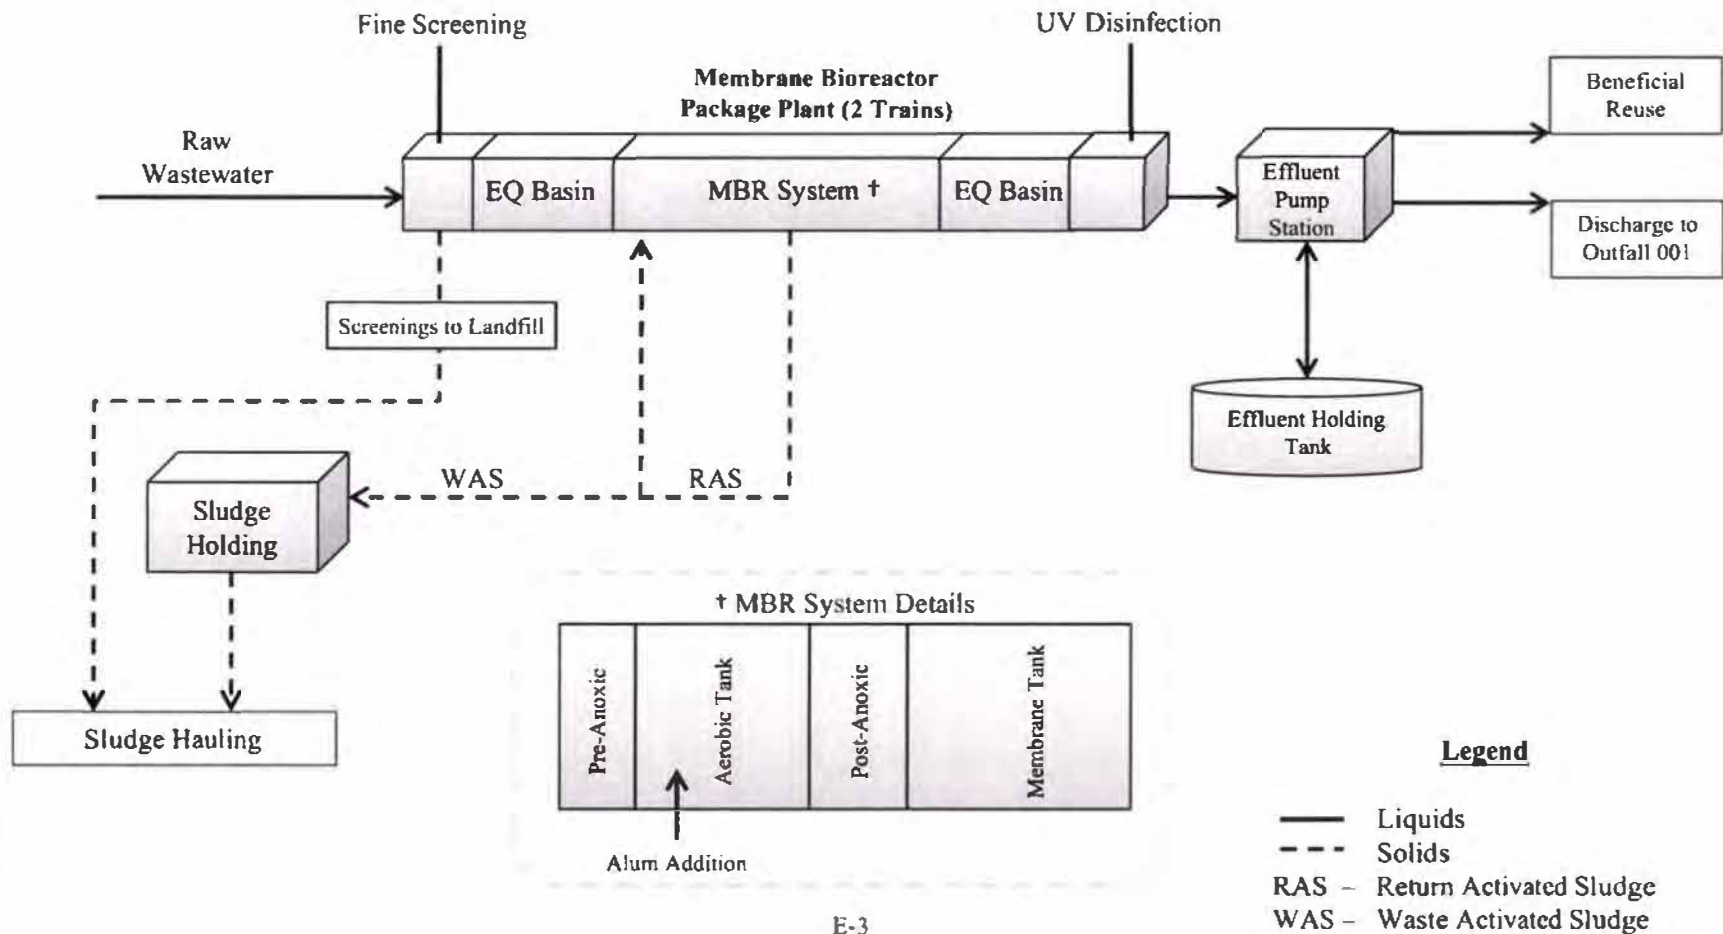 Fine Screening
UV Disinfection
Membrane Bioreactor
Package Plant (2 Trains)
Beneficial
Reuse
Raw
Wastewater
EQ Basin
MBR System †
EQ Basin
Effluent
Pump
Station
Discharge to
Outfall 001
Screenings to Landfill
Effluent Holding
Tank
WAS
RAS
Sludge
Holding
† MBR System Details
Pre-Anoxic
Aerobic Tank
Post-Anoxic
Membrane Tank
Alum Addition
Sludge Hauling
Legend
Liquids
Solids
RAS – Return Activated Sludge
WAS – Waste Activated Sludge
E-3